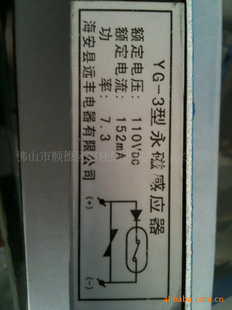 YG-3型永磁感应器
额定电压：110VDC
额定电流：152mA
功 率：7.3
海安县远丰电器有限公司
(+)
(-)